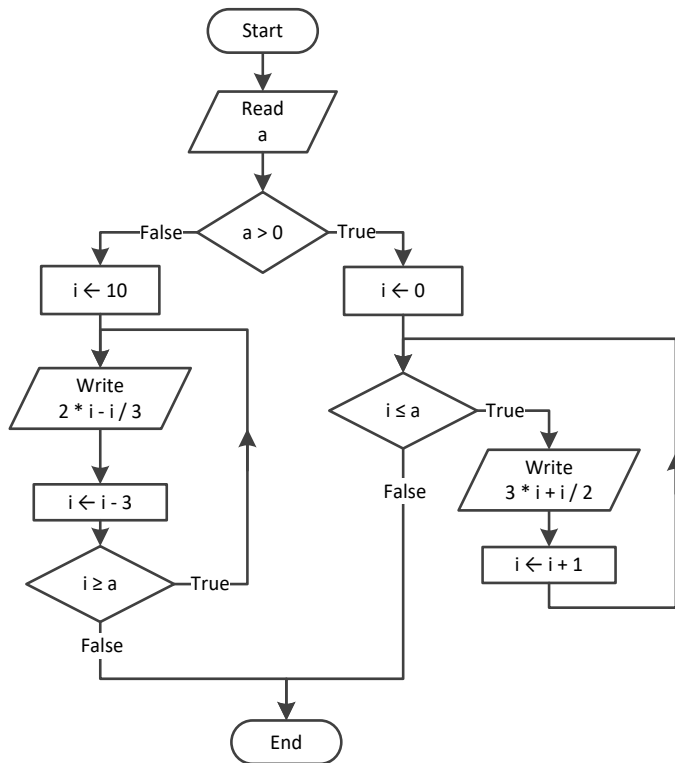 Start
Read
a
a > 0
False
True
i ← 10
i ← 0
Write
2 * i - i / 3
i ← i - 3
i ≥ a
True
False
i ≤ a
True
False
Write
3 * i + i / 2
i ← i + 1
End